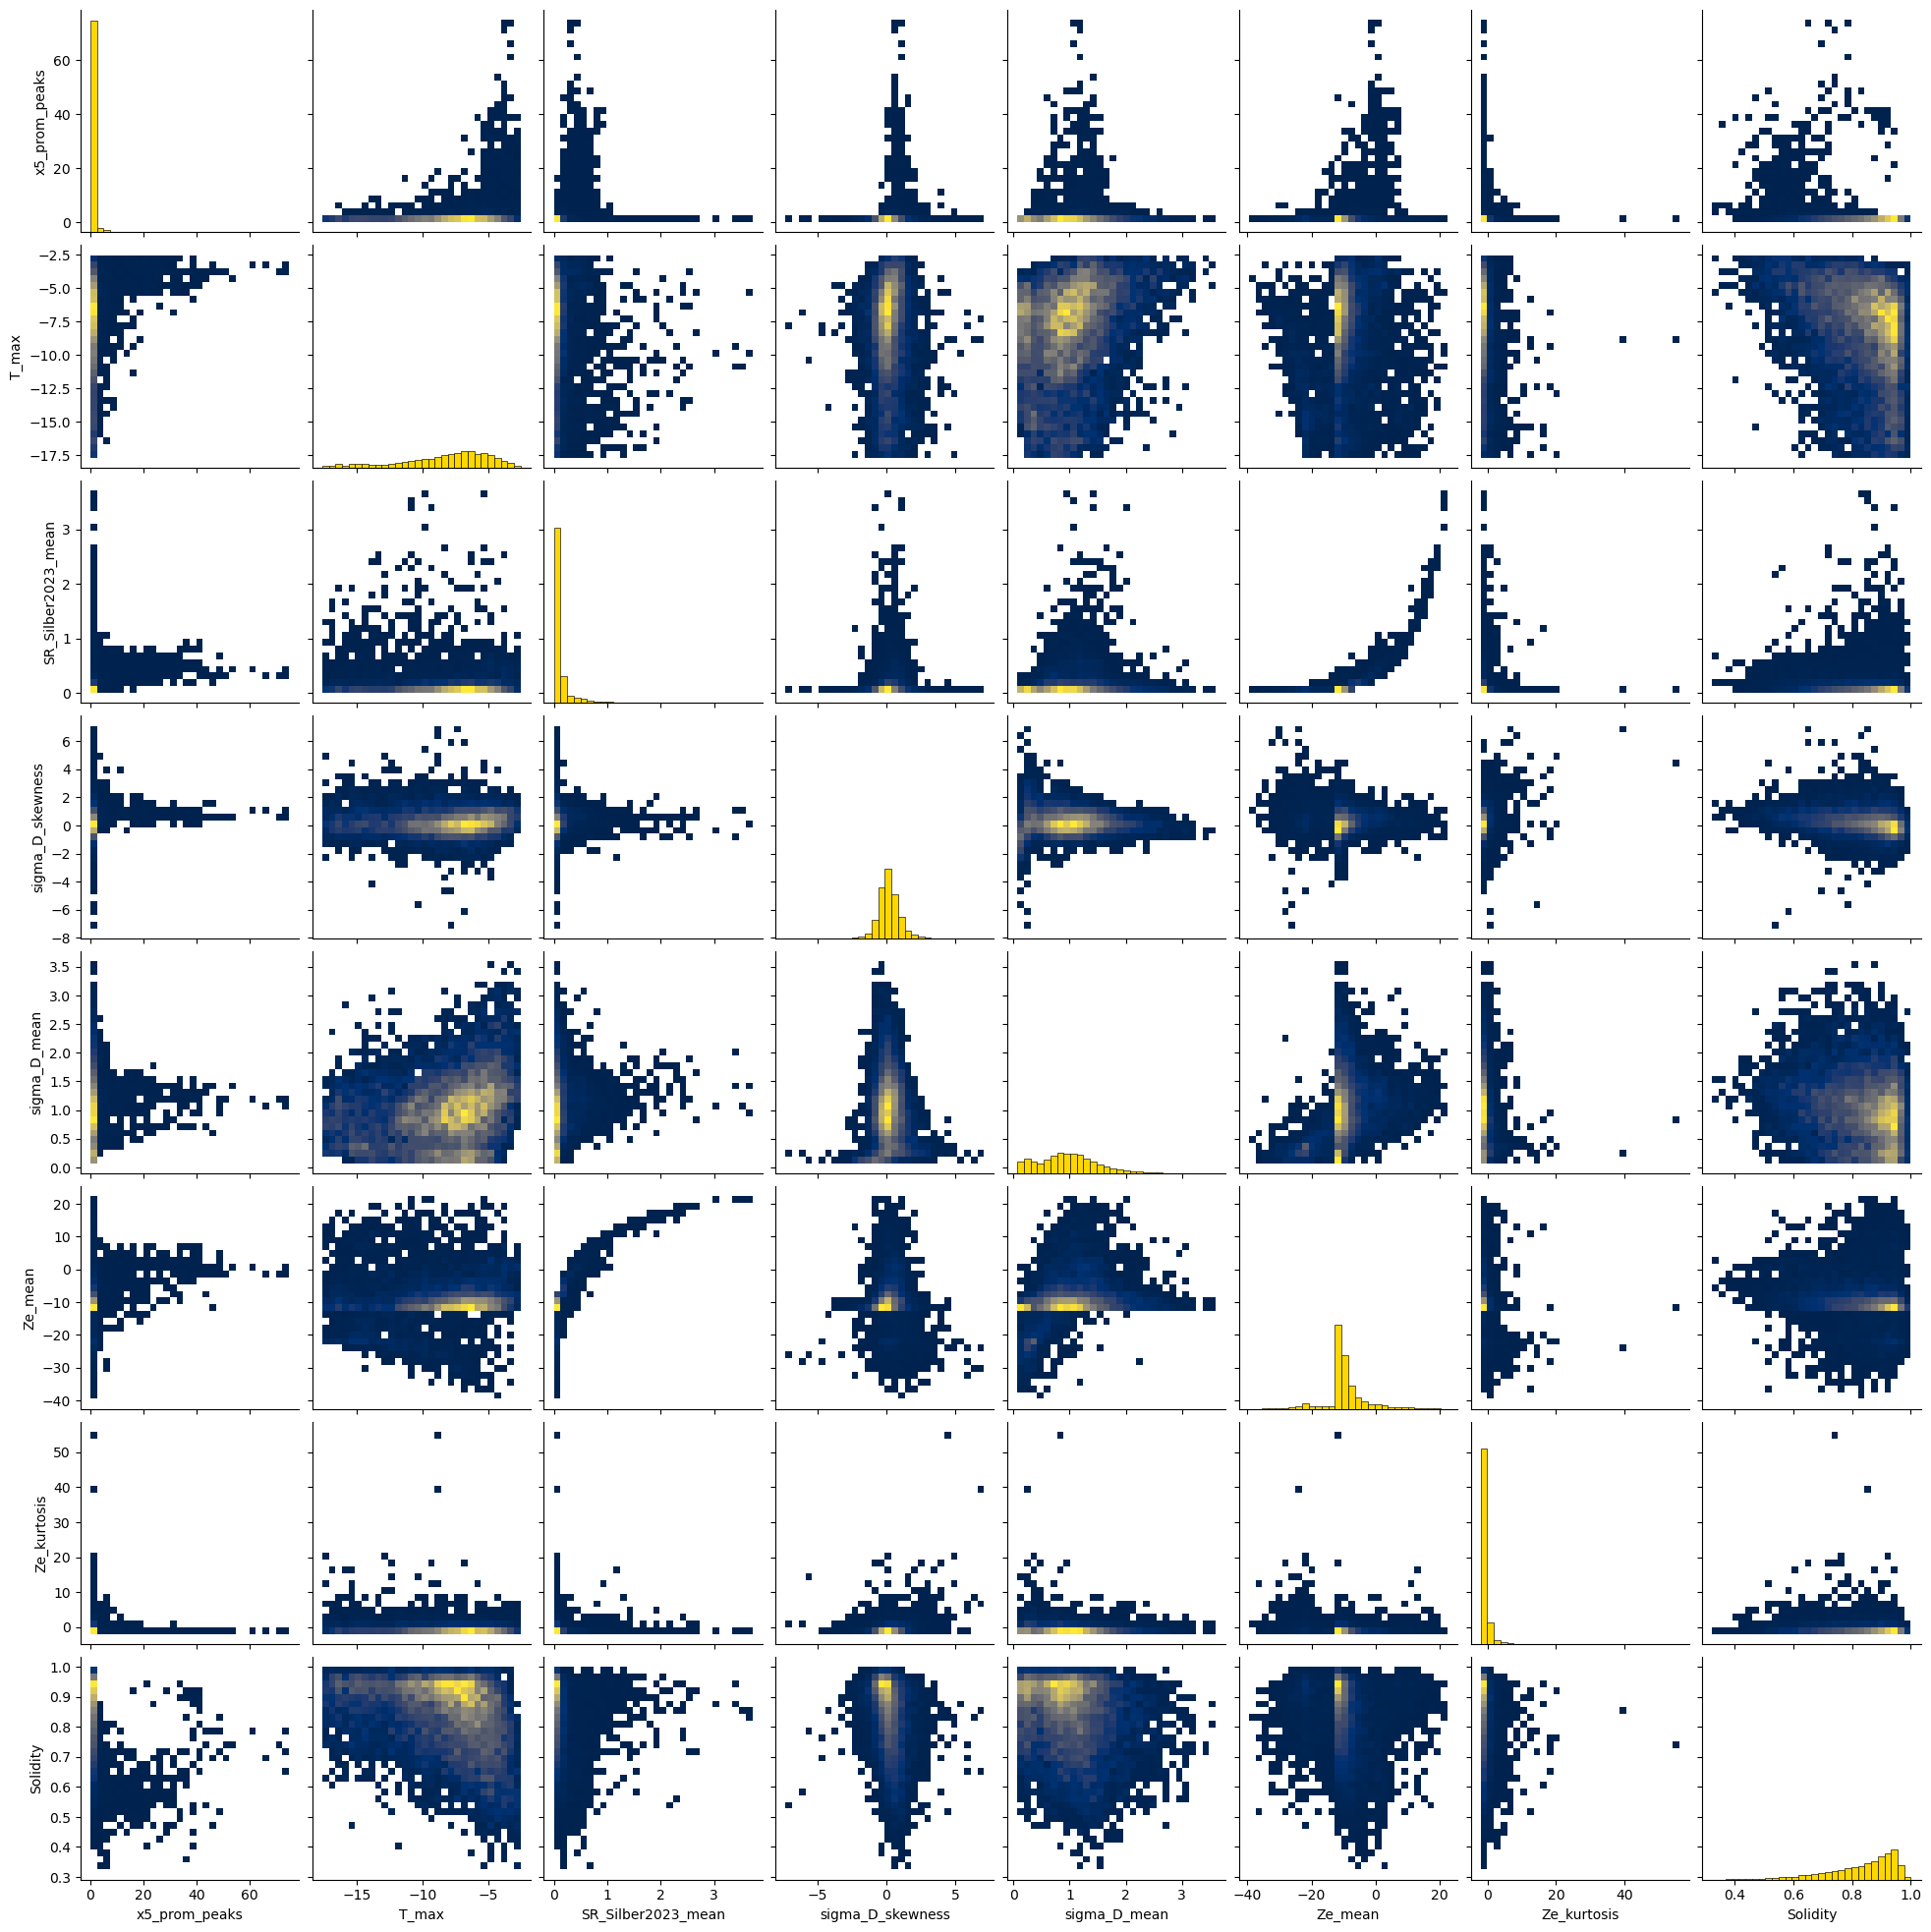 x5_prom_peaks
60
40
20
0
T_max
−2.5
−5.0
−7.5
−10.0
−12.5
−15.0
−17.5
SR_Silber2023_mean
3
2
1
0
sigma_D_skewness
6
4
2
0
−2
−4
−6
−8
sigma_D_mean
3.5
3.0
2.5
2.0
1.5
1.0
0.5
0.0
Ze_mean
20
10
0
−10
−20
−30
−40
Ze_kurtosis
50
40
30
20
10
0
Solidity
1.0
0.9
0.8
0.7
0.6
0.5
0.4
0.3
0 20 40 60
−15 −10 −5
0 1 2 3
−5 0 5
0 1 2 3
−40 −20 0 20
0 40
0.4 0.6 0.8 1.0
x5_prom_peaks
T_max
SR_Silber2023_mean
sigma_D_skewness
sigma_D_mean
Ze_mean
Ze_kurtosis
Solidity